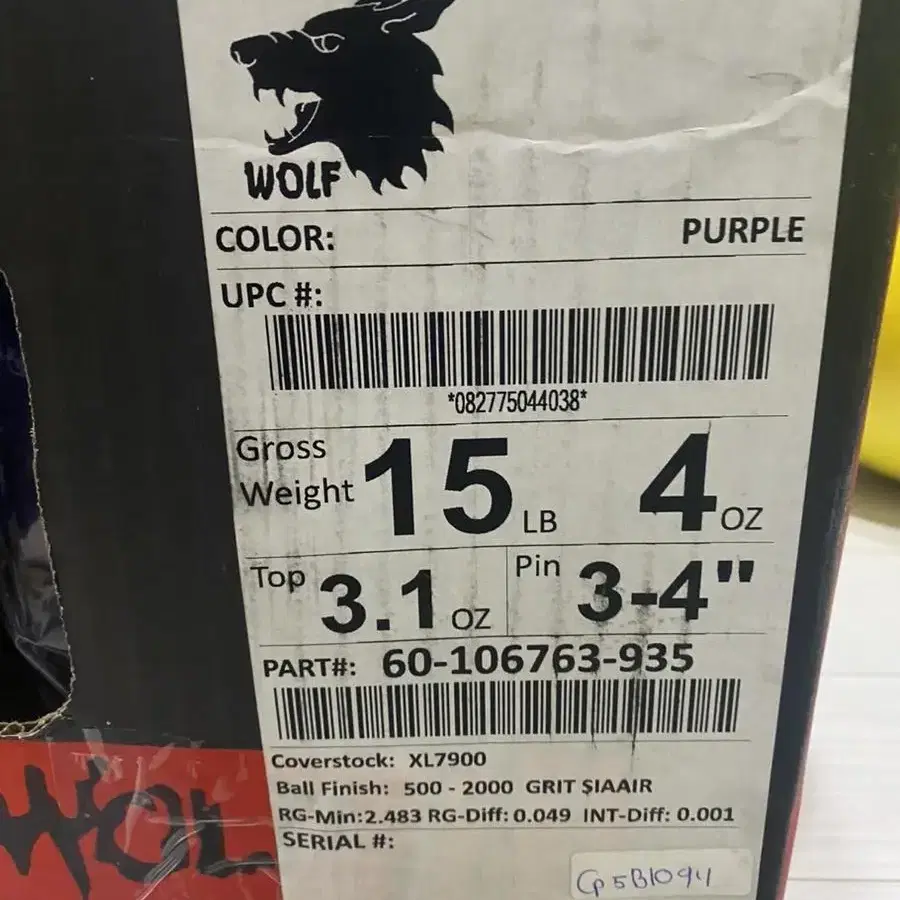 WOLF
COLOR: PURPLE
UPC #:
*082775044038*
Gross Weight 15 LB 4 OZ
Top 3.1 OZ Pin 3-4"
PART#: 60-106763-935
Coverstock: XL7900
Ball Finish: 500 - 2000 GRIT SIAAIR
RG-Min:2.483 RG-Diff: 0.049 INT-Diff: 0.001
SERIAL #:
WOL